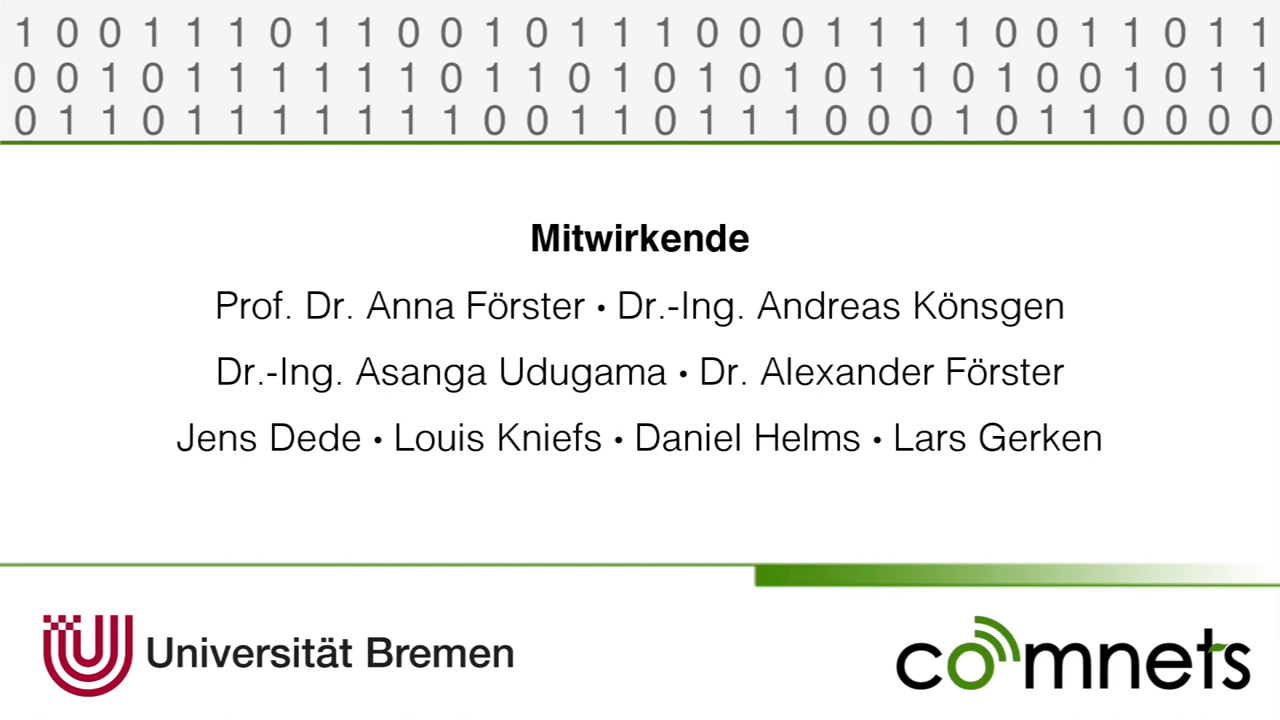 1 0 0 1 1 1 0 1 1 0 0 1 0 1 1 1 0 0 0 1 1 1 1 0 0 1 1 0 1 1
0 0 1 0 1 1 1 1 1 1 0 1 1 0 1 0 1 0 1 0 1 1 0 1 0 0 1 0 1 1
0 1 1 0 1 1 1 1 1 1 1 0 0 1 1 0 1 1 1 0 0 0 1 0 1 1 0 0 0 0
Mitwirkende
Prof. Dr. Anna Förster • Dr.-Ing. Andreas Könsgen
Dr.-Ing. Asanga Udugama • Dr. Alexander Förster
Jens Dede • Louis Kniefs • Daniel Helms • Lars Gerken
Universität Bremen
comnets